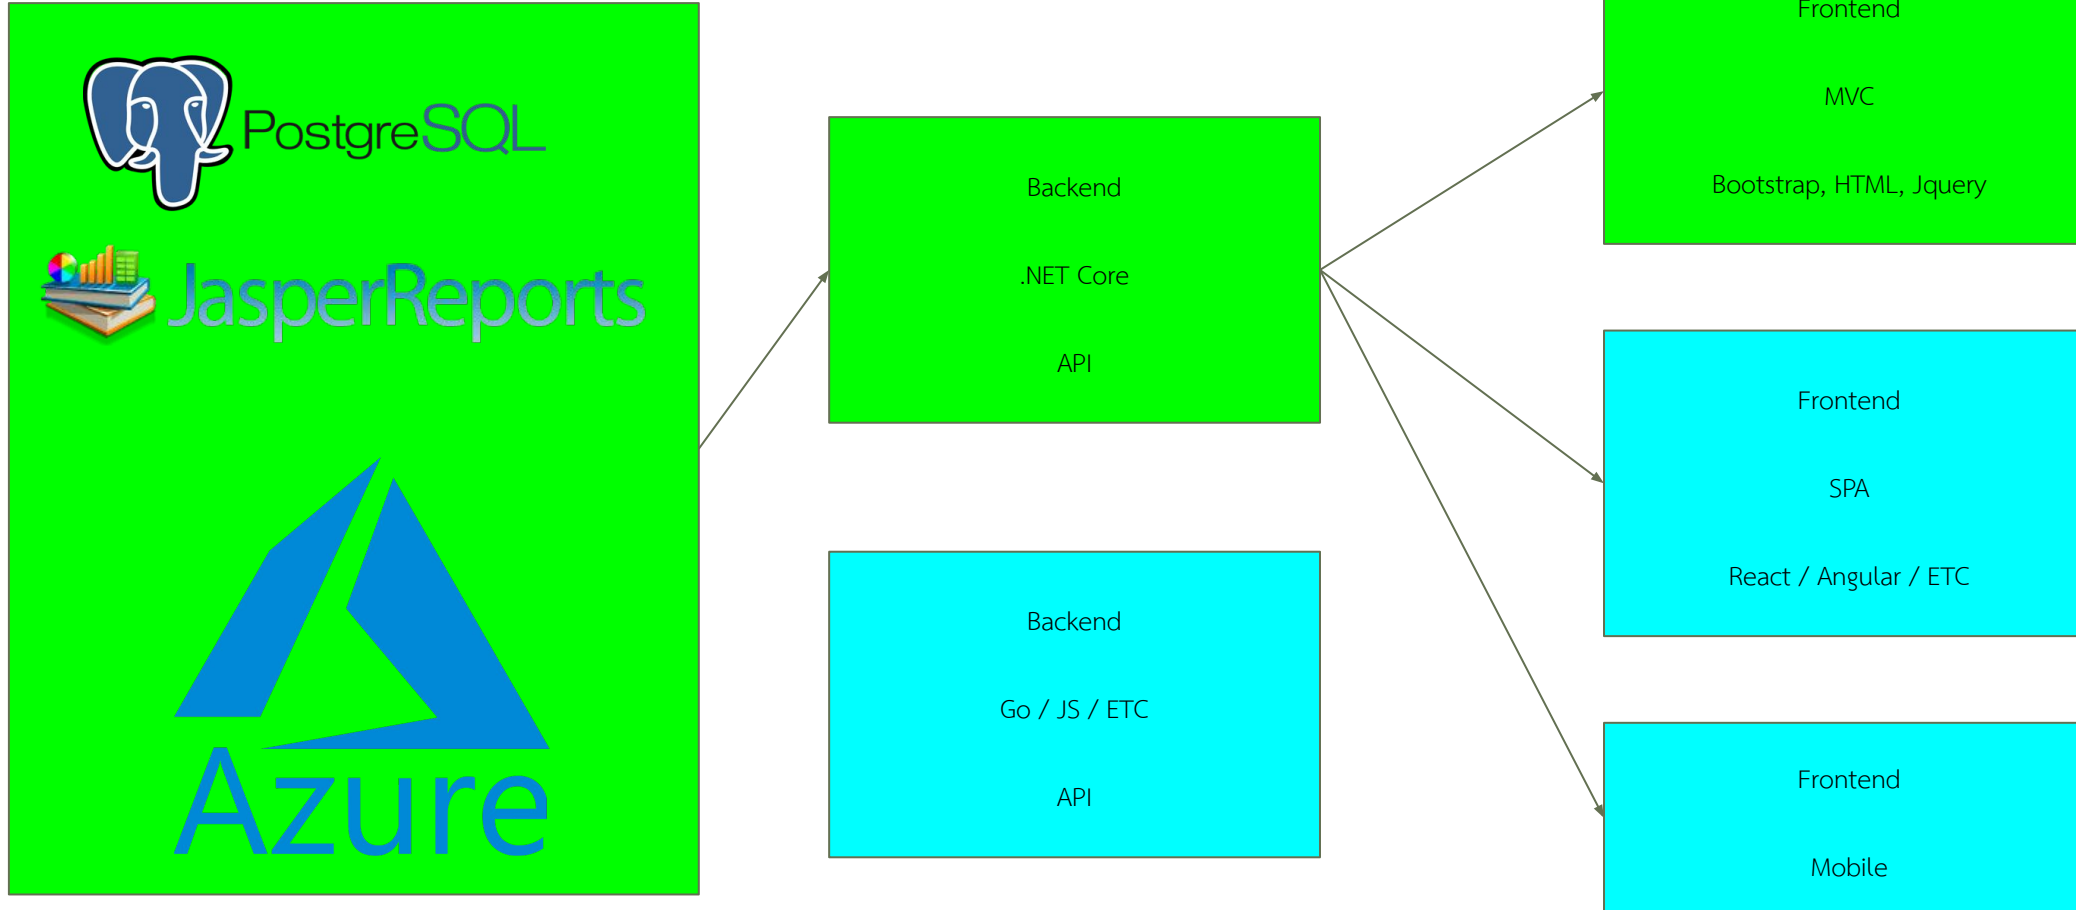 PostgreSQL
JasperReports
Azure
Backend
.NET Core
API
Backend
Go / JS / ETC
API
Frontend
MVC
Bootstrap, HTML, Jquery
Frontend
SPA
React / Angular / ETC
Frontend
Mobile